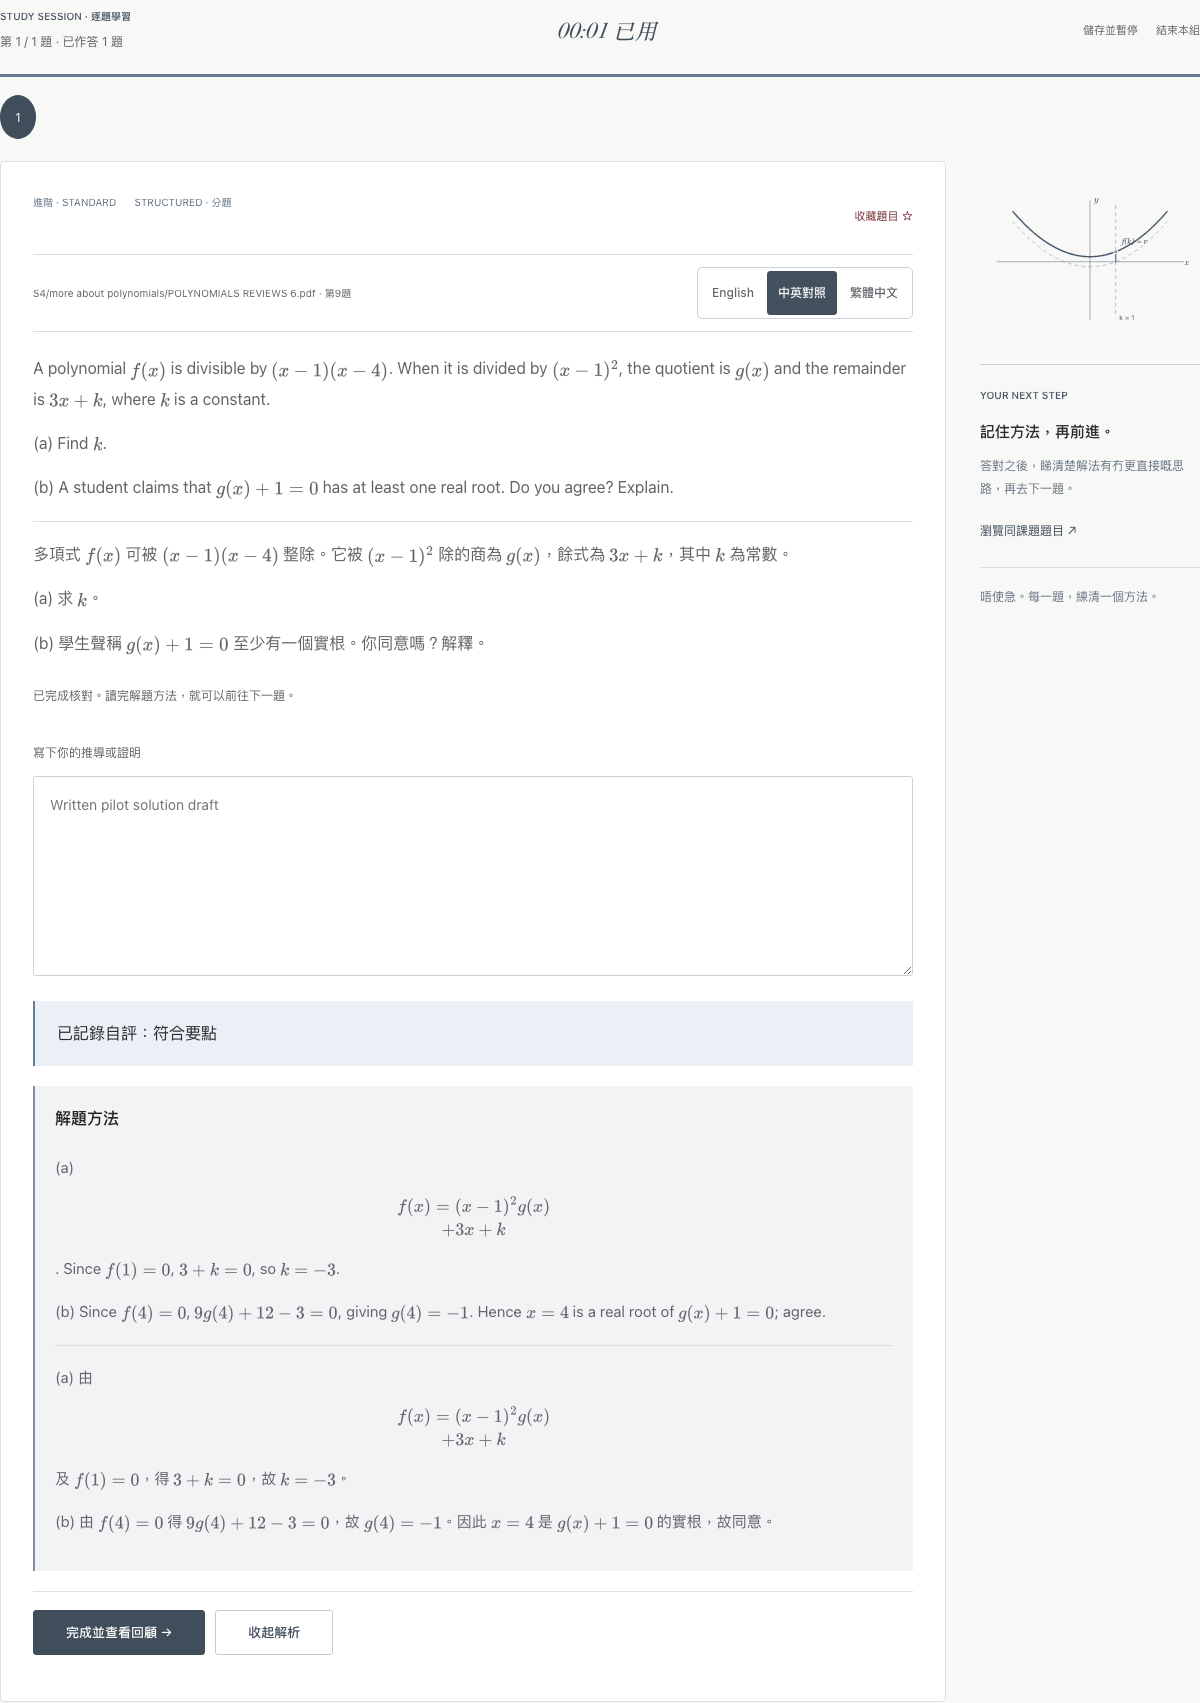 STUDY SESSION · 逐題學習
第 1 / 1 題 · 已作答 1 題
00:01 已用
儲存並暫停
結束本組
1
進階 · STANDARD
STRUCTURED · 分題
收藏題目 ☆
S4/more about polynomials/POLYNOMIALS REVIEWS 6.pdf · 第9題
English
中英對照
繁體中文
A polynomial f(x) is divisible by (x − 1)(x − 4). When it is divided by (x − 1)², the quotient is g(x) and the remainder
is 3x + k, where k is a constant.
(a) Find k.
(b) A student claims that g(x) + 1 = 0 has at least one real root. Do you agree? Explain.
多項式 f(x) 可被 (x − 1)(x − 4) 整除。它被 (x − 1)² 除的商為 g(x)，餘式為 3x + k，其中 k 為常數。
(a) 求 k。
(b) 學生聲稱 g(x) + 1 = 0 至少有一個實根。你同意嗎？解釋。
已完成核對。讀完解題方法，就可以前往下一題。
寫下你的推導或證明
Written pilot solution draft
已記錄自評：符合要點
解題方法
(a)
f(x) = (x − 1)²g(x)
+3x + k
. Since f(1) = 0, 3 + k = 0, so k = −3.
(b) Since f(4) = 0, 9g(4) + 12 − 3 = 0, giving g(4) = −1. Hence x = 4 is a real root of g(x) + 1 = 0; agree.
(a) 由
f(x) = (x − 1)²g(x)
+3x + k
及 f(1) = 0，得 3 + k = 0，故 k = −3。
(b) 由 f(4) = 0 得 9g(4) + 12 − 3 = 0，故 g(4) = −1。因此 x = 4 是 g(x) + 1 = 0 的實根，故同意。
完成並查看回顧 →
收起解析
y
f(k) = r
x
k = 1
YOUR NEXT STEP
記住方法，再前進。
答對之後，睇清楚解法有冇更直接嘅思
路，再去下一題。
瀏覽同課題題目 ↗
唔使急。每一題，練清一個方法。